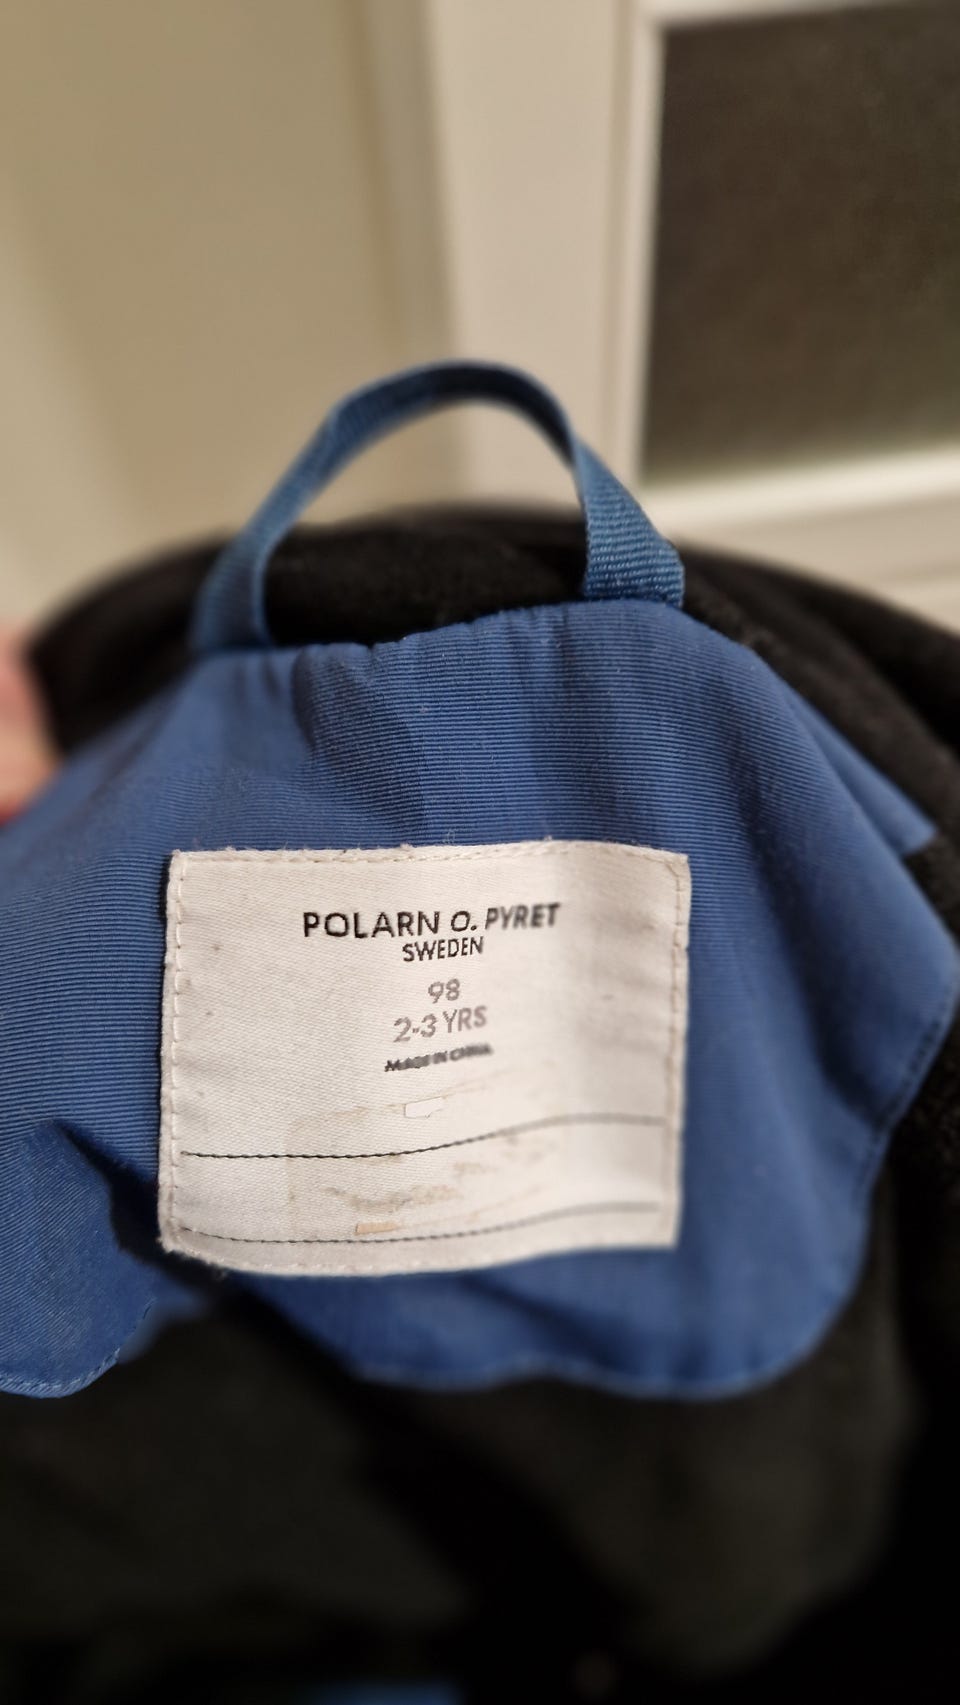 POLARN O. PYRET
SWEDEN
98
2-3 YRS
MADE IN CHINA